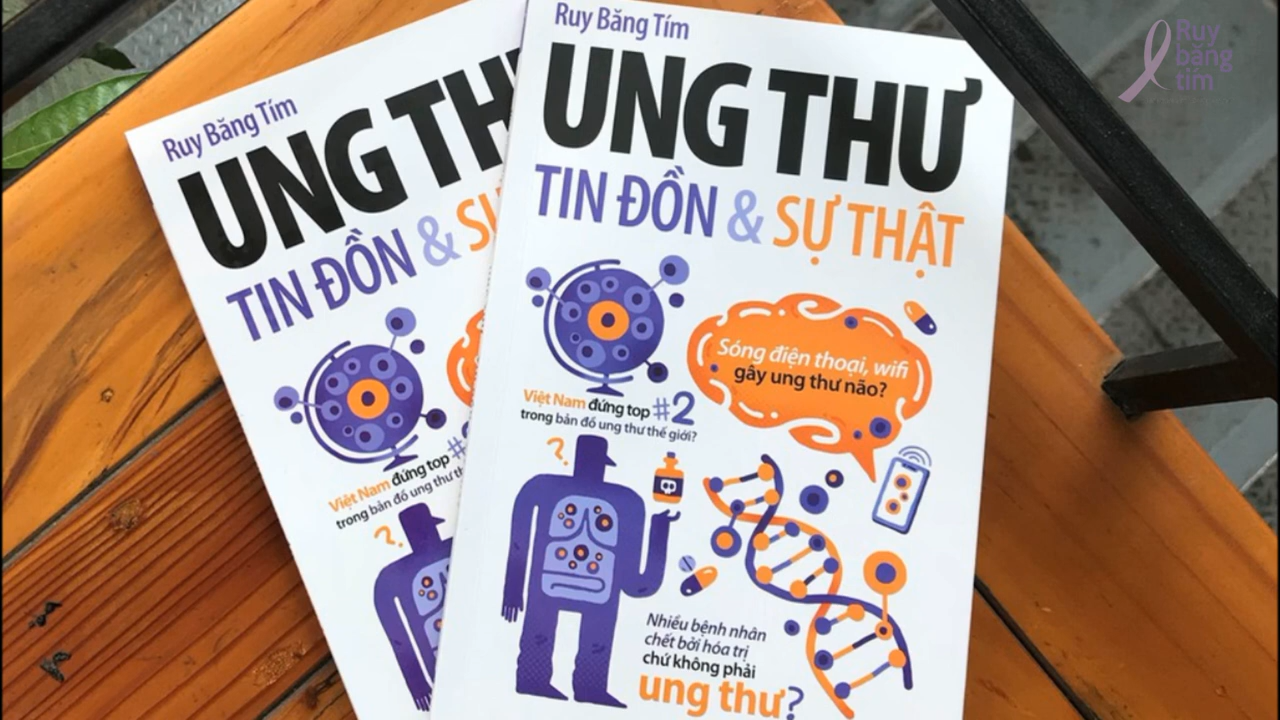 Ruy Băng Tím
UNG THƯ
TIN ĐỒN & SỰ THẬT
Việt Nam đứng top #2
trong bản đồ ung thư thế giới?
Sóng điện thoại, wifi
gây ung thư não?
Nhiều bệnh nhân
chết bởi hóa trị
chứ không phải
ung thư?
Ruy Băng Tím
UNG TH
TIN ĐỒN & S
Việt Nam đứng top #
trong bản đồ ung thư th
Ruy
băng
tím